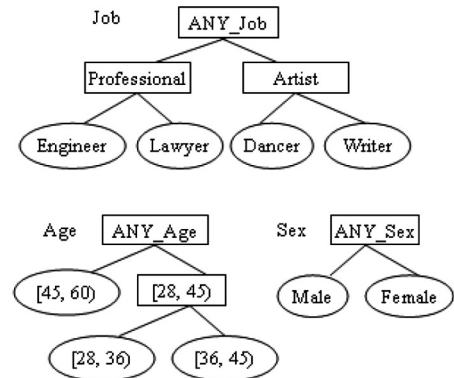 Job ANY_Job
Professional Artist
Engineer Lawyer Dancer Writer
Age ANY_Age Sex ANY_Sex
[45, 60) [28, 45) Male Female
[28, 36) [36, 45)